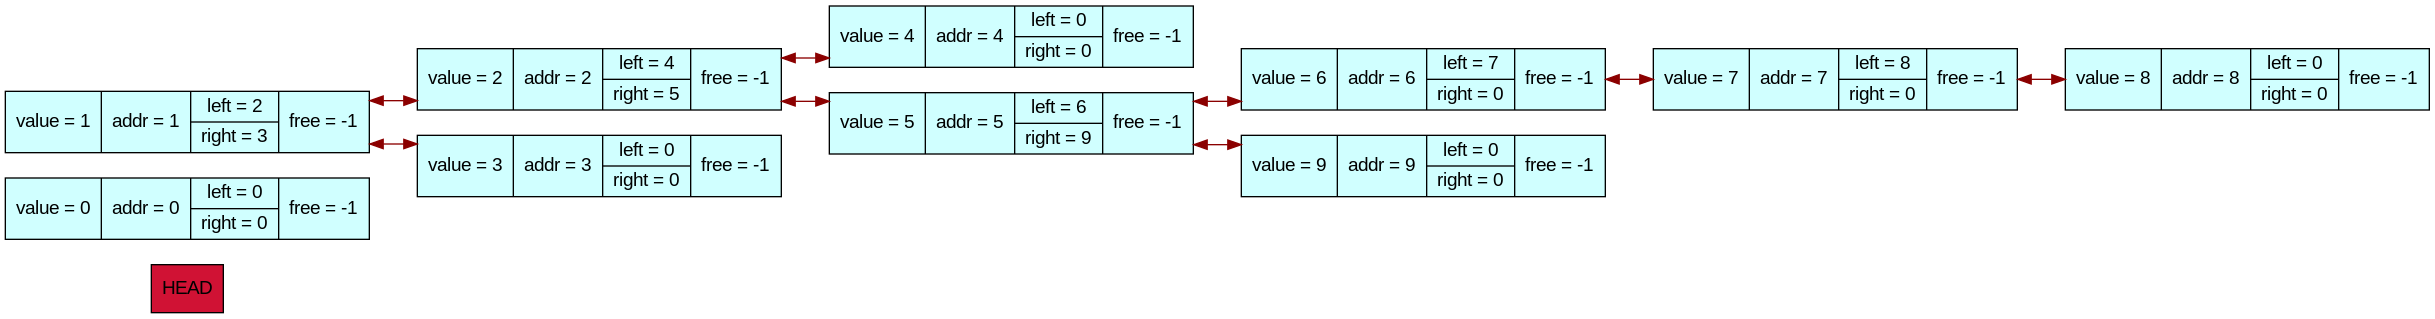 value = 1 addr = 1 left = 2 right = 3 free = -1
value = 0 addr = 0 left = 0 right = 0 free = -1
HEAD
value = 2 addr = 2 left = 4 right = 5 free = -1
value = 3 addr = 3 left = 0 right = 0 free = -1
value = 4 addr = 4 left = 0 right = 0 free = -1
value = 5 addr = 5 left = 6 right = 9 free = -1
value = 6 addr = 6 left = 7 right = 0 free = -1
value = 9 addr = 9 left = 0 right = 0 free = -1
value = 7 addr = 7 left = 8 right = 0 free = -1
value = 8 addr = 8 left = 0 right = 0 free = -1